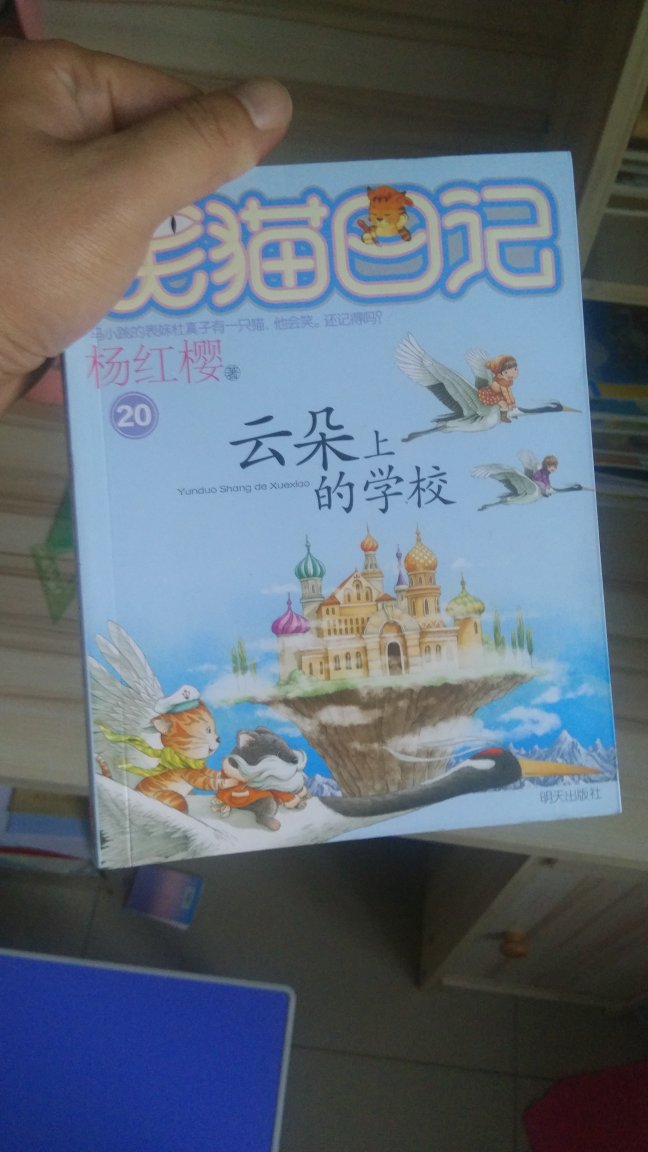 笑猫日记
马小跳的表妹杜真子有一只猫，他会笑。还记得吗？
杨红樱著
20
云朵上
Yunduo Shang de Xuexiao
的学校
明天出版社